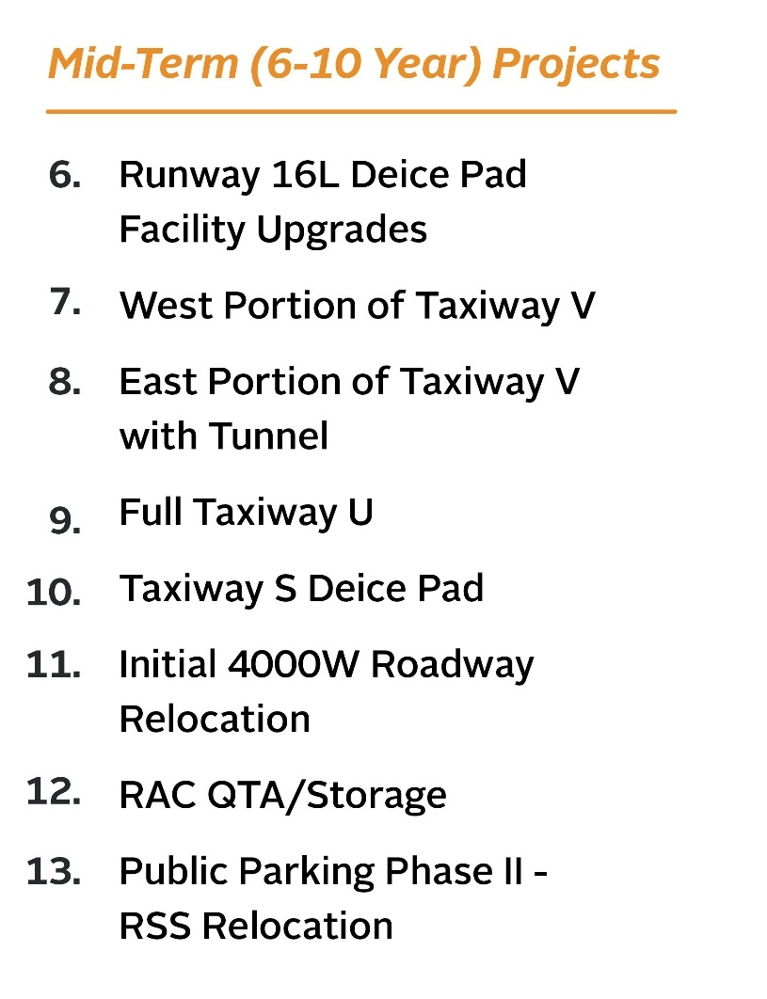 Mid-Term (6-10 Year) Projects
6. Runway 16L Deice Pad
Facility Upgrades
7. West Portion of Taxiway V
8. East Portion of Taxiway V
with Tunnel
9. Full Taxiway U
10. Taxiway S Deice Pad
11. Initial 4000W Roadway
Relocation
12. RAC QTA/Storage
13. Public Parking Phase II -
RSS Relocation